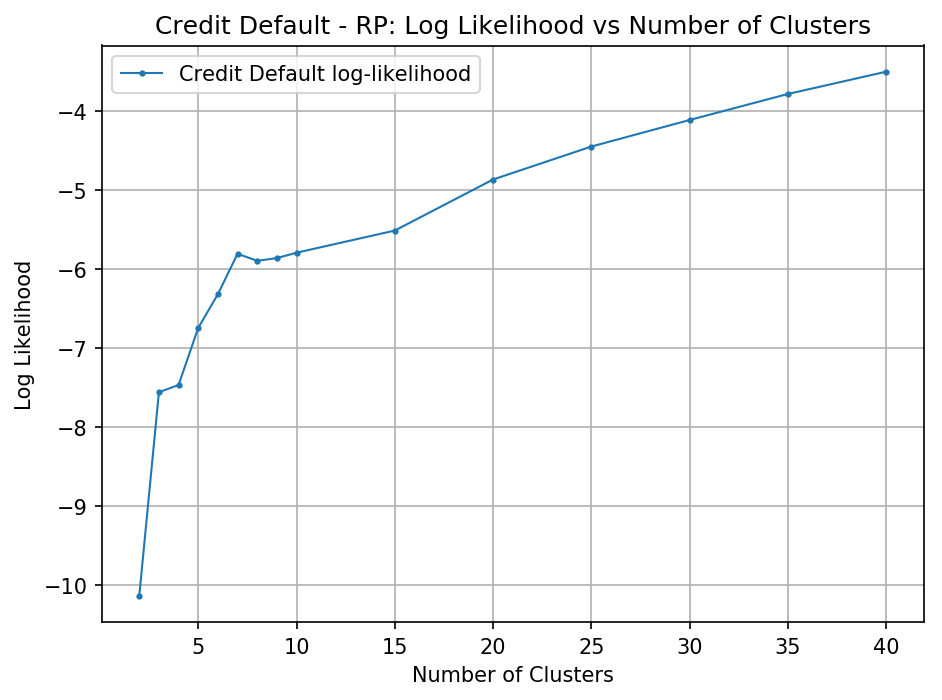 Credit Default - RP: Log Likelihood vs Number of Clusters
Credit Default log-likelihood
Log Likelihood
−4
−5
−6
−7
−8
−9
−10
5 10 15 20 25 30 35 40
Number of Clusters